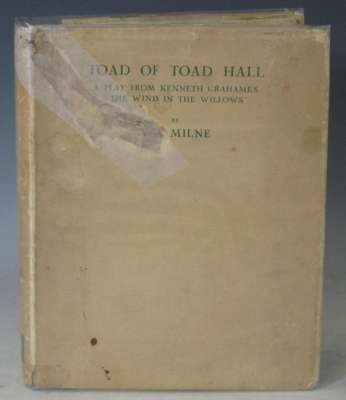 TOAD OF TOAD HALL
A PLAY FROM KENNETH GRAHAME'S
THE WIND IN THE WILLOWS
BY
MILNE